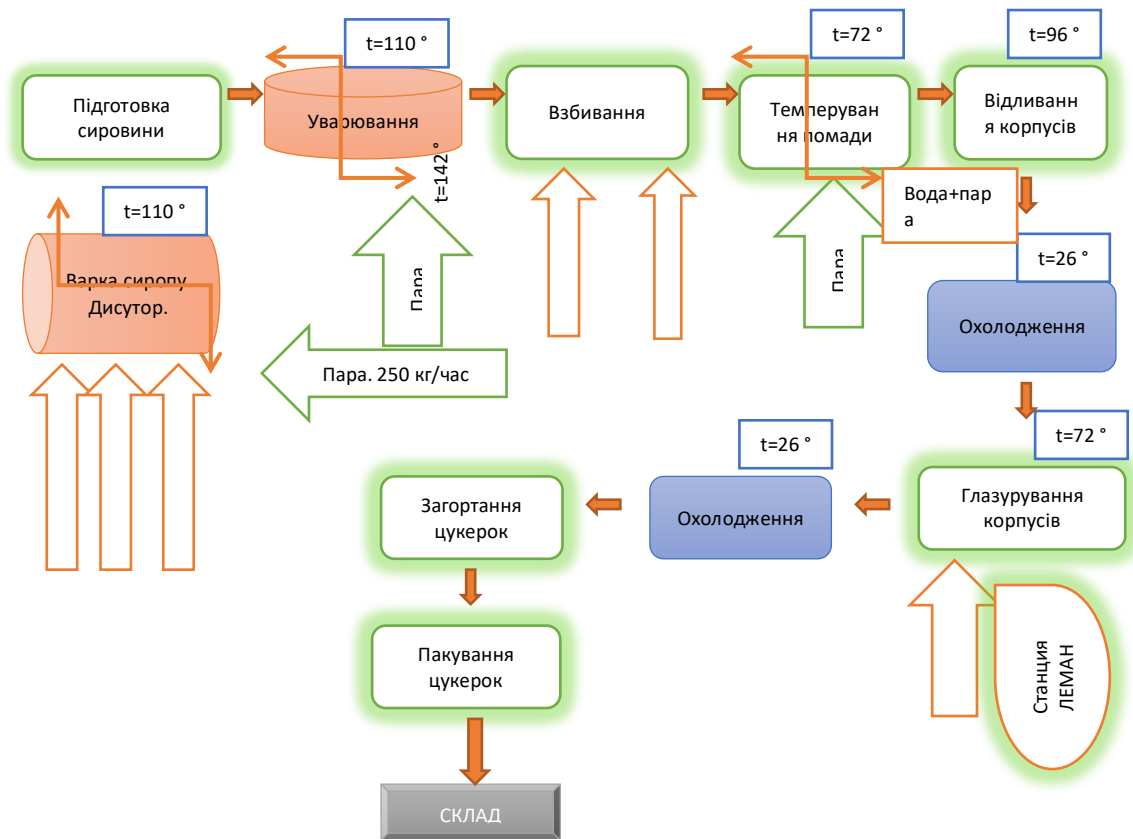 t=110 °
t=72 °
t=96 °
Підготовка
сировини
Уварювання
Взбивання
Темперуван
ня помади
Відливанн
я корпусів
t=142 °
Вода+пар
а
t=110 °
Варка сиропу
Дисутор.
Пара
Пара
t=26 °
Охолодження
Пара. 250 кг/час
t=26 °
t=72 °
Загортання
цукерок
Охолодження
Глазурування
корпусів
Пакування
цукерок
Станция
ЛЕМАН
СКЛАД